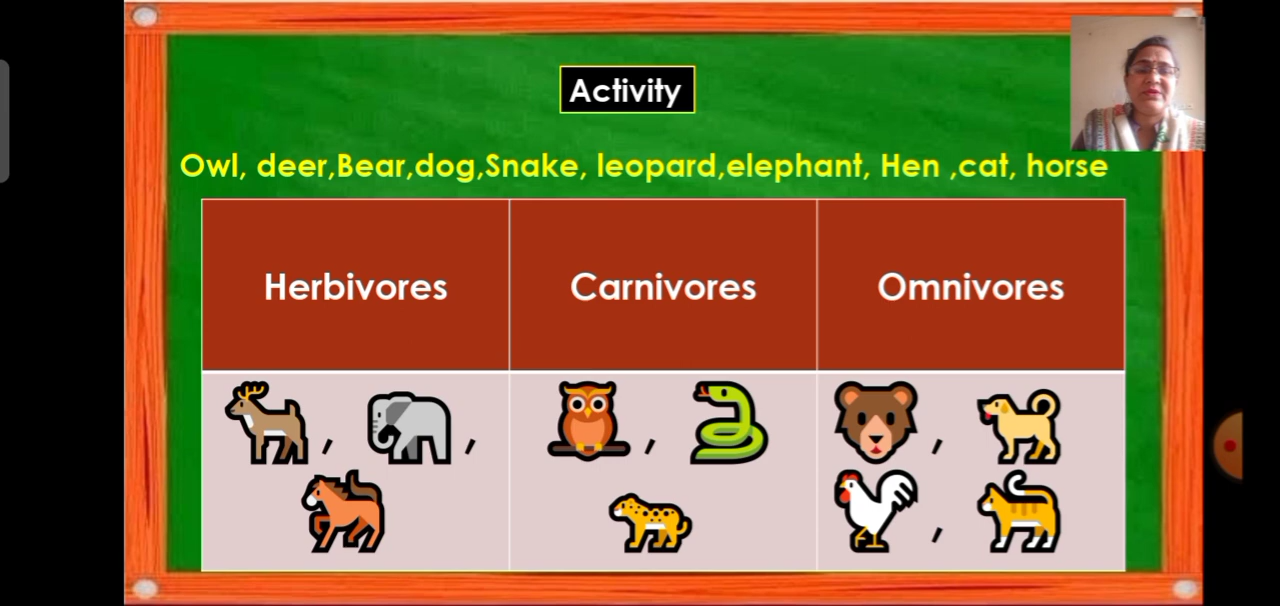 Activity
Owl, deer,Bear,dog,Snake, leopard,elephant, Hen ,cat, horse
Herbivores Carnivores Omnivores
, , , ,
,